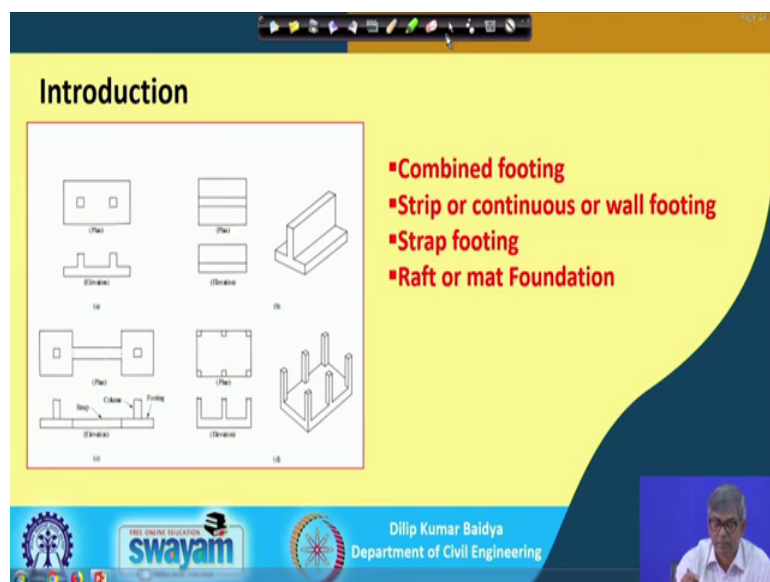 Introduction
▪Combined footing
▪Strip or continuous or wall footing
▪Strap footing
▪Raft or mat Foundation
(Plan)
(Plan)
(Elevation)
(Elevation)
(a)
(b)
(Plan)
(Plan)
Strap
Column
Footing
(Elevation)
(Elevation)
(c)
(d)
FREE ONLINE EDUCATION
swayam
Dilip Kumar Baidya
Department of Civil Engineering